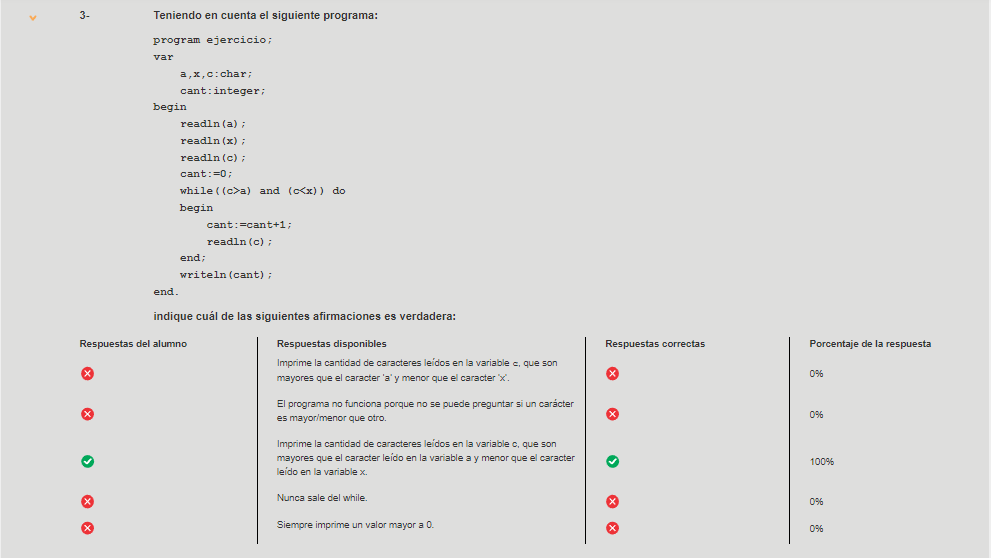 3- Teniendo en cuenta el siguiente programa:
program ejercicio;
var
a,x,c:char;
cant:integer;
begin
readln(a);
readln(x);
readln(c);
cant:=0;
while((c>a) and (c<x)) do
begin
cant:=cant+1;
readln(c);
end;
writeln(cant);
end.
indique cuál de las siguientes afirmaciones es verdadera:
Respuestas del alumno Respuestas disponibles Respuestas correctas Porcentaje de la respuesta
Imprime la cantidad de caracteres leídos en la variable c, que son
mayores que el caracter 'a' y menor que el caracter 'x'.
0%
El programa no funciona porque no se puede preguntar si un carácter
es mayor/menor que otro.
0%
Imprime la cantidad de caracteres leídos en la variable c, que son
mayores que el caracter leído en la variable a y menor que el caracter
leído en la variable x.
100%
Nunca sale del while.
0%
Siempre imprime un valor mayor a 0.
0%